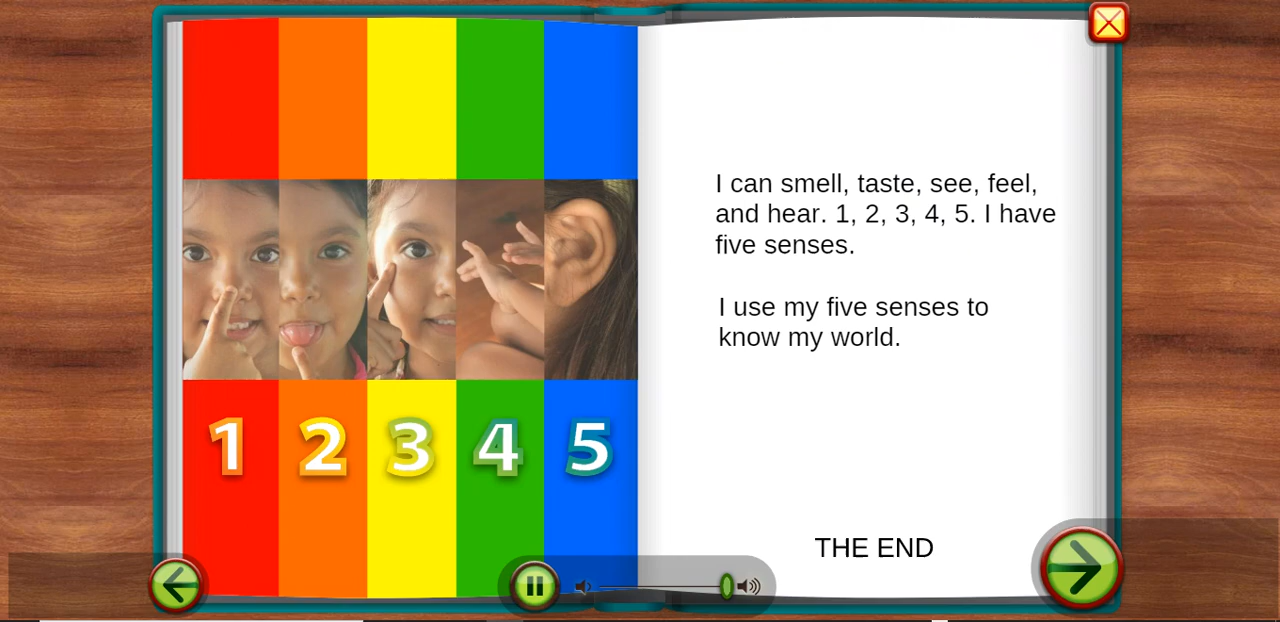 1 2 3 4 5
I can smell, taste, see, feel,
and hear. 1, 2, 3, 4, 5. I have
five senses.
I use my five senses to
know my world.
THE END